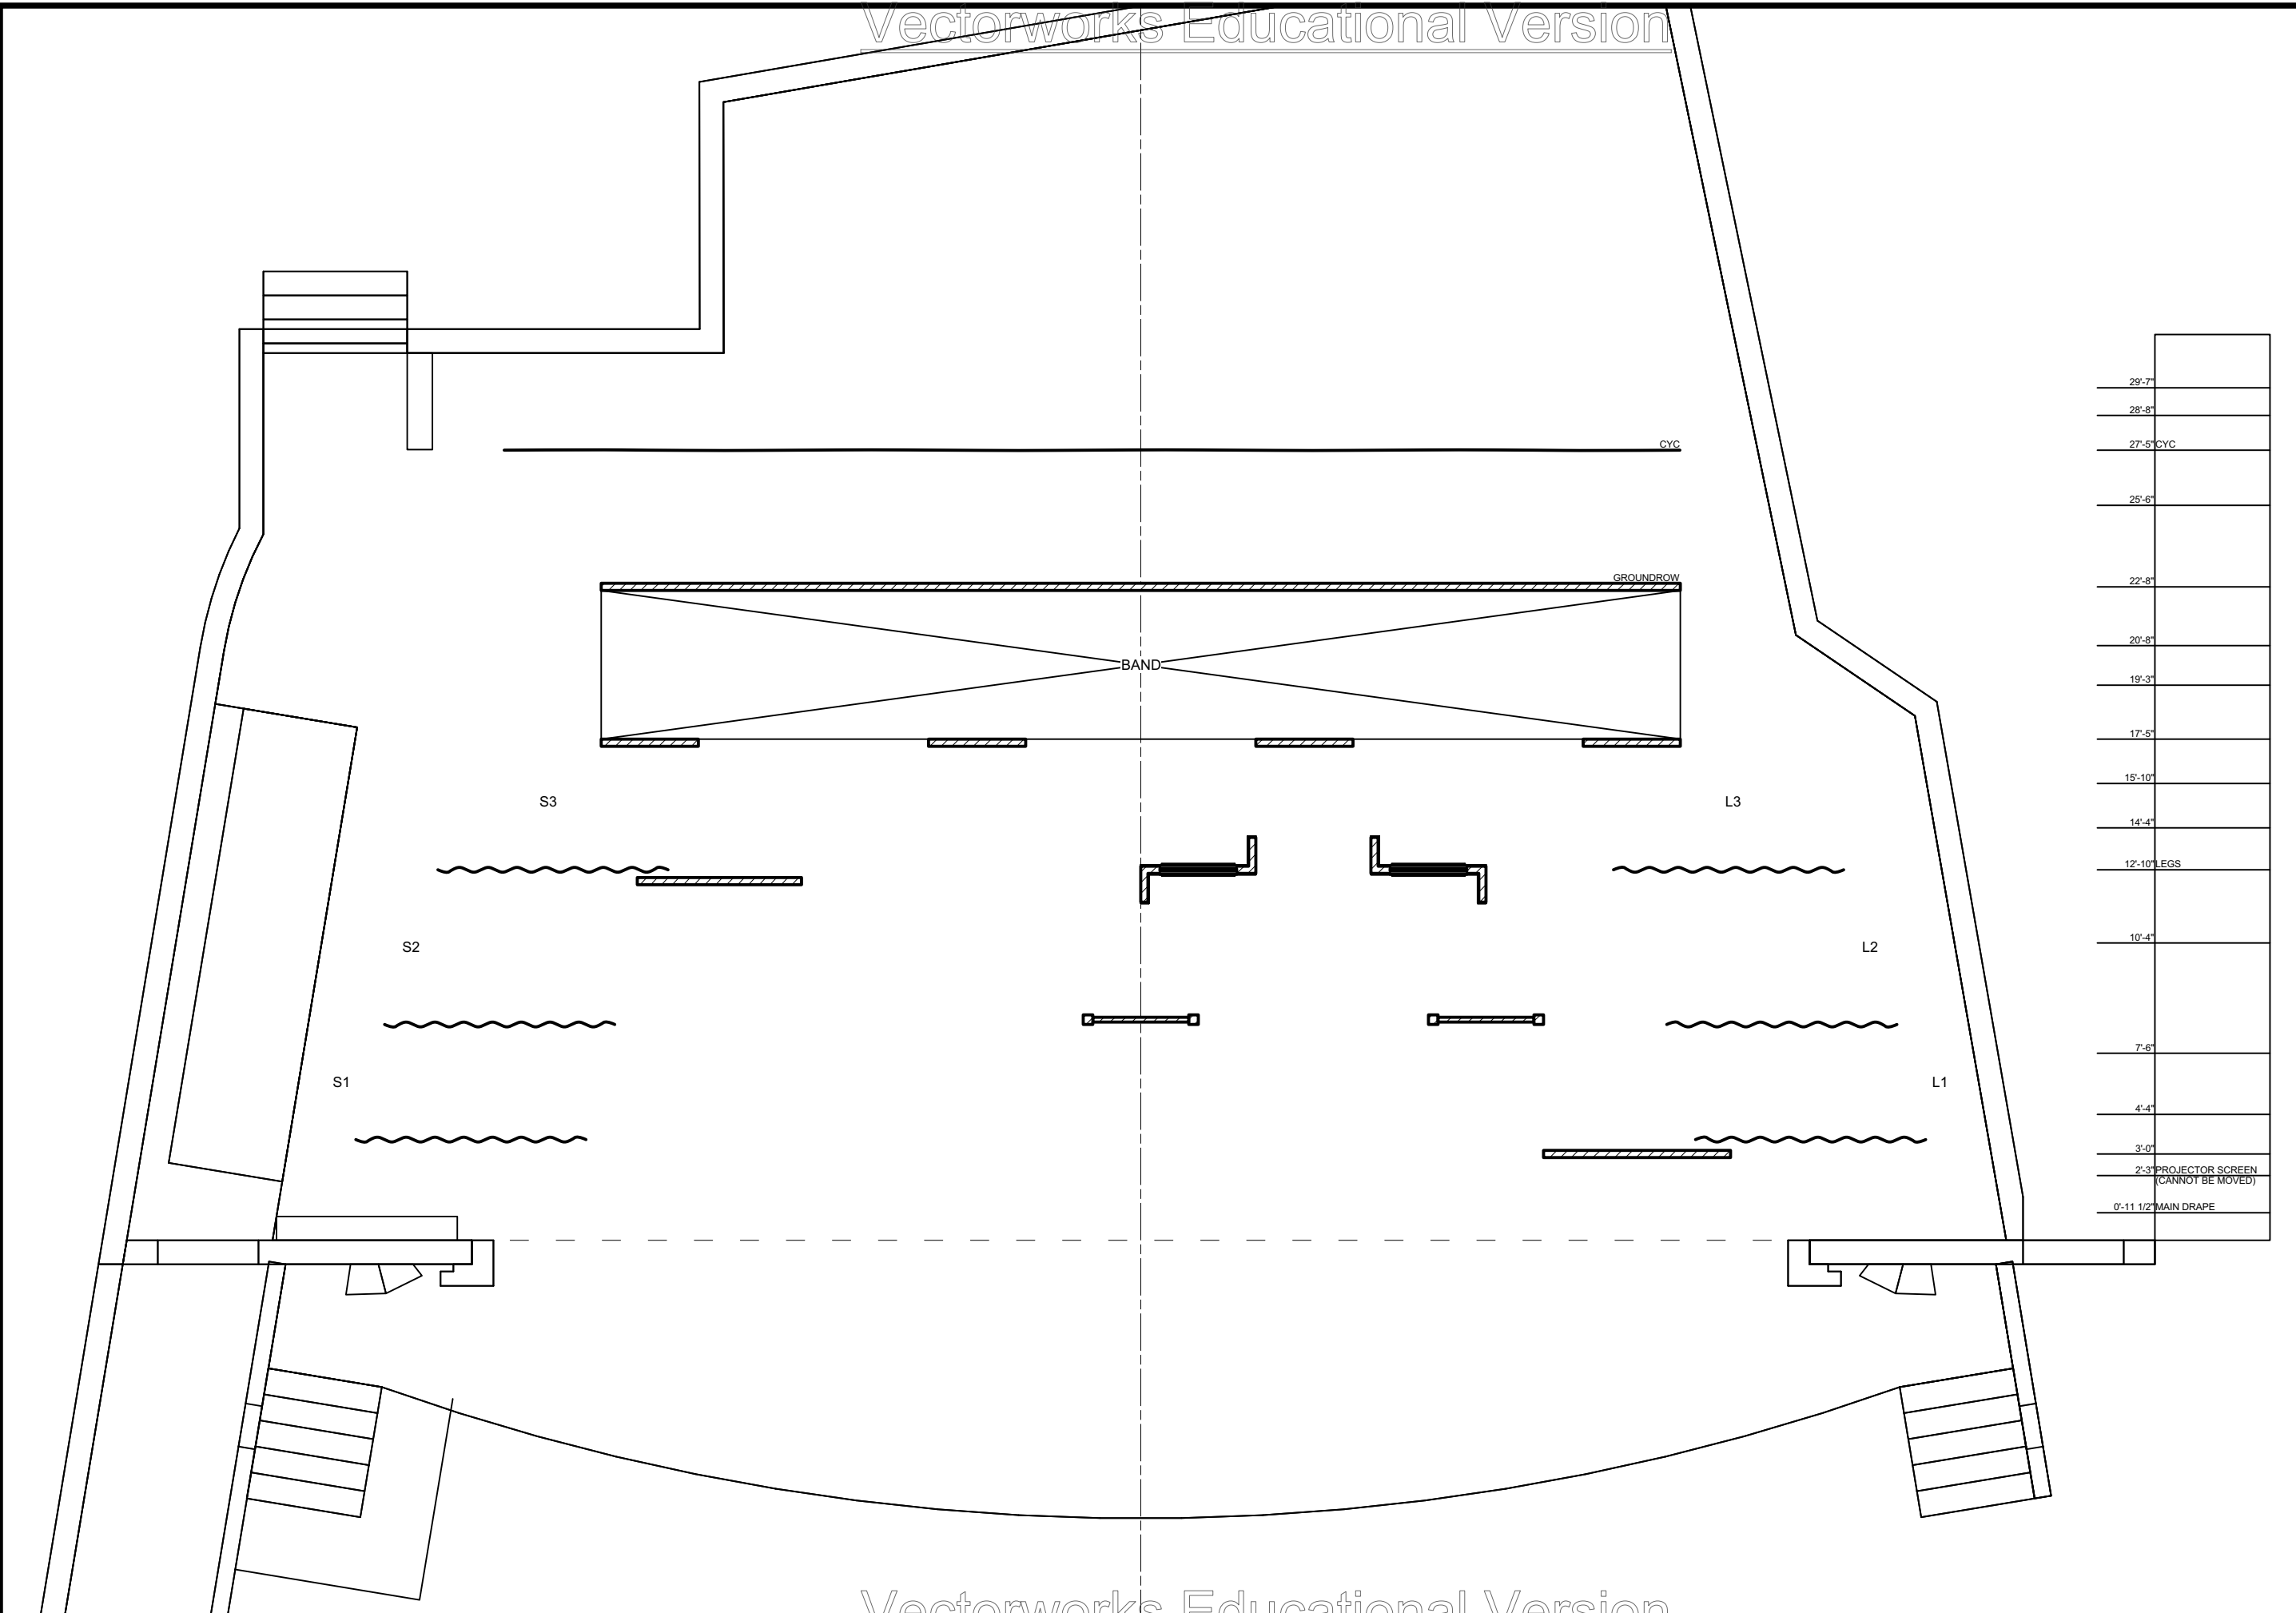 Vectorworks Educational Version
29'-7"
28'-8"
CYC
27'-5" CYC
25'-6"
GROUNDROW
22'-8"
20'-8"
BAND
19'-3"
17'-5"
15'-10"
S3
L3
14'-4"
12'-10" LEGS
10'-4"
S2
L2
7'-6"
S1
L1
4'-4"
3'-0"
2'-3" PROJECTOR SCREEN
(CANNOT BE MOVED)
0'-11 1/2" MAIN DRAPE
Vectorworks Educational Version